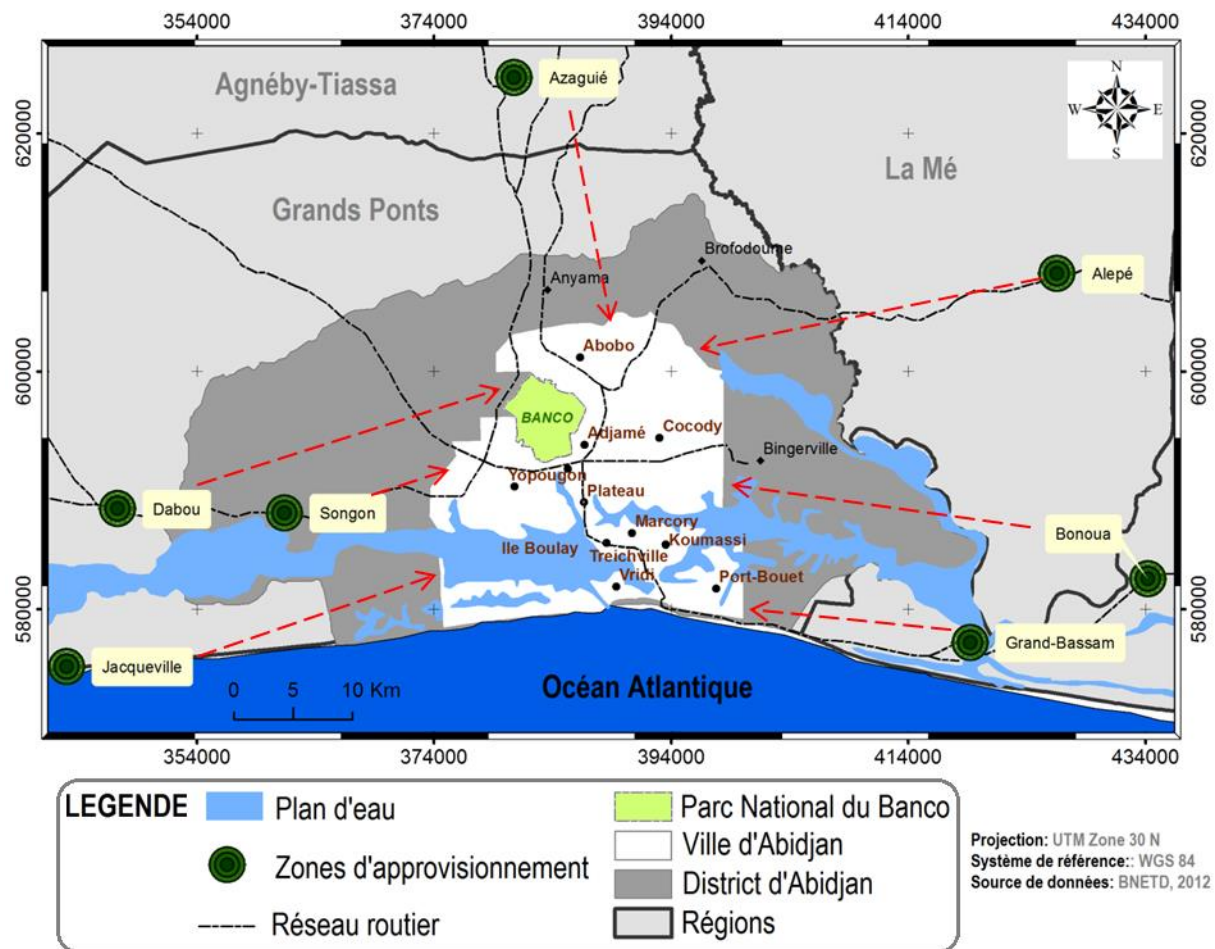 354000 374000 394000 414000 434000
Agnéby-Tiassa
Azaguié
N
W E
S
620000
620000
La Mé
Grands Ponts
Brofodoume
Anyama
Alepé
Abobo
600000
600000
BANCO
Adjamé
Cocody
Bingerville
Yopougon
Dabou
Songon
Plateau
Marcory
Bonoua
Ile Boulay
Koumassi
Treichville
Vridi
Port-Bouet
580000
580000
Grand-Bassam
Jacqueville
0 5 10 Km
Océan Atlantique
354000 374000 394000 414000 434000
LEGENDE
Plan d'eau
Zones d'approvisionnement
Réseau routier
Parc National du Banco
Ville d'Abidjan
District d'Abidjan
Régions
Projection: UTM Zone 30 N
Système de référence:: WGS 84
Source de données: BNETD, 2012